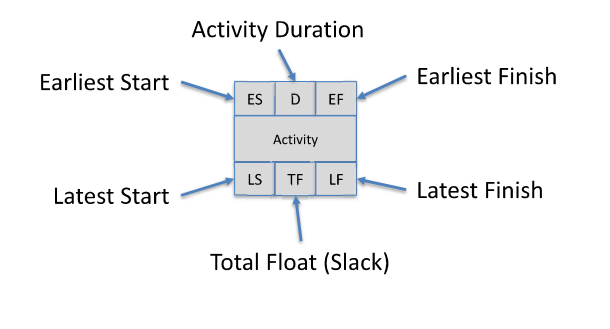 Activity Duration
Earliest Start
Earliest Finish
ES D EF
Activity
LS TF LF
Latest Start
Latest Finish
Total Float (Slack)